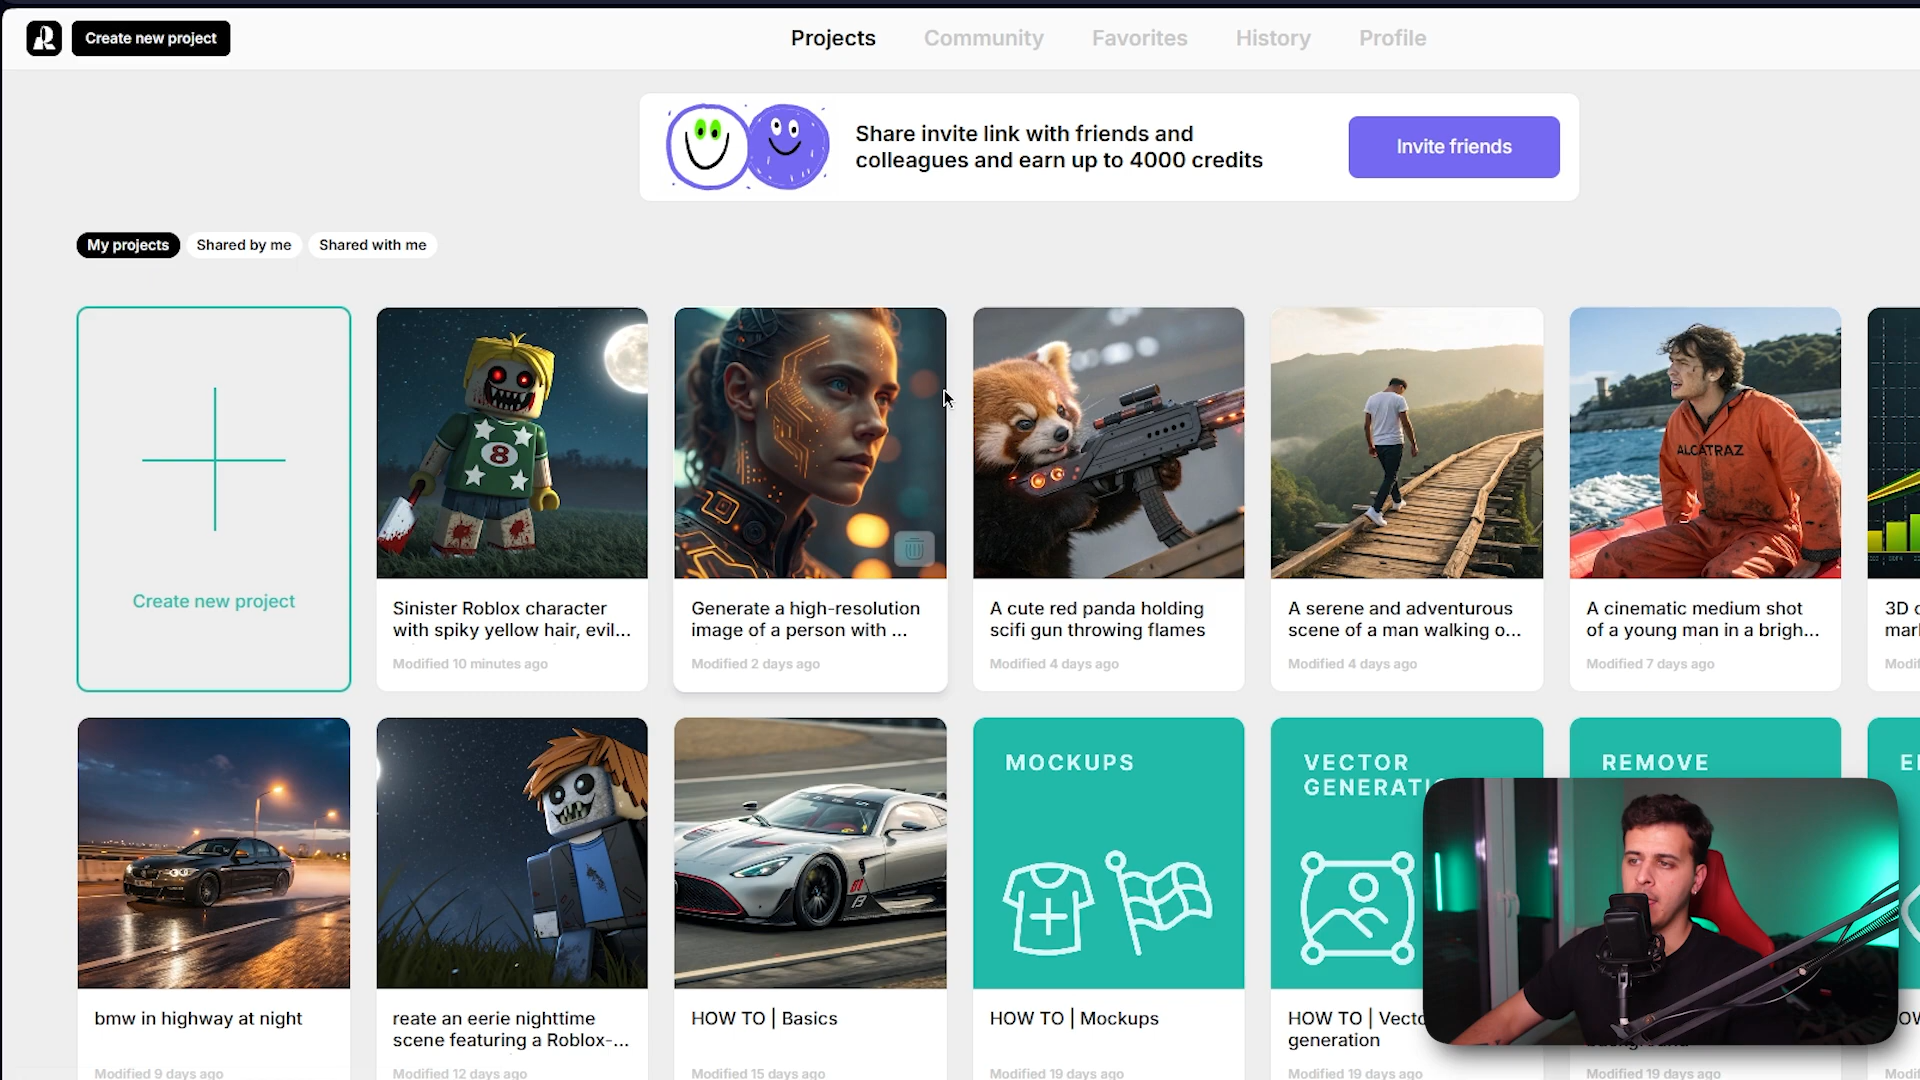 Create new project
Projects
Community
Favorites
History
Profile
Share invite link with friends and
colleagues and earn up to 4000 credits
Invite friends
My projects
Shared by me
Shared with me
Create new project
8
ALCATRAZ
Sinister Roblox character
with spiky yellow hair, evil...
Modified 10 minutes ago
Generate a high-resolution
image of a person with ...
Modified 2 days ago
A cute red panda holding
scifi gun throwing flames
Modified 4 days ago
A serene and adventurous
scene of a man walking o...
Modified 4 days ago
A cinematic medium shot
of a young man in a brigh...
Modified 7 days ago
3D
MOCKUPS
VECTOR
REMOVE
bmw in highway at night
Modified 9 days ago
reate an eerie nighttime
scene featuring a Roblox-...
Modified 12 days ago
HOW TO | Basics
Modified 15 days ago
HOW TO | Mockups
Modified 19 days ago
HOW TO | Vecto
generation
Modified 19 days ago
Modified 19 days ago